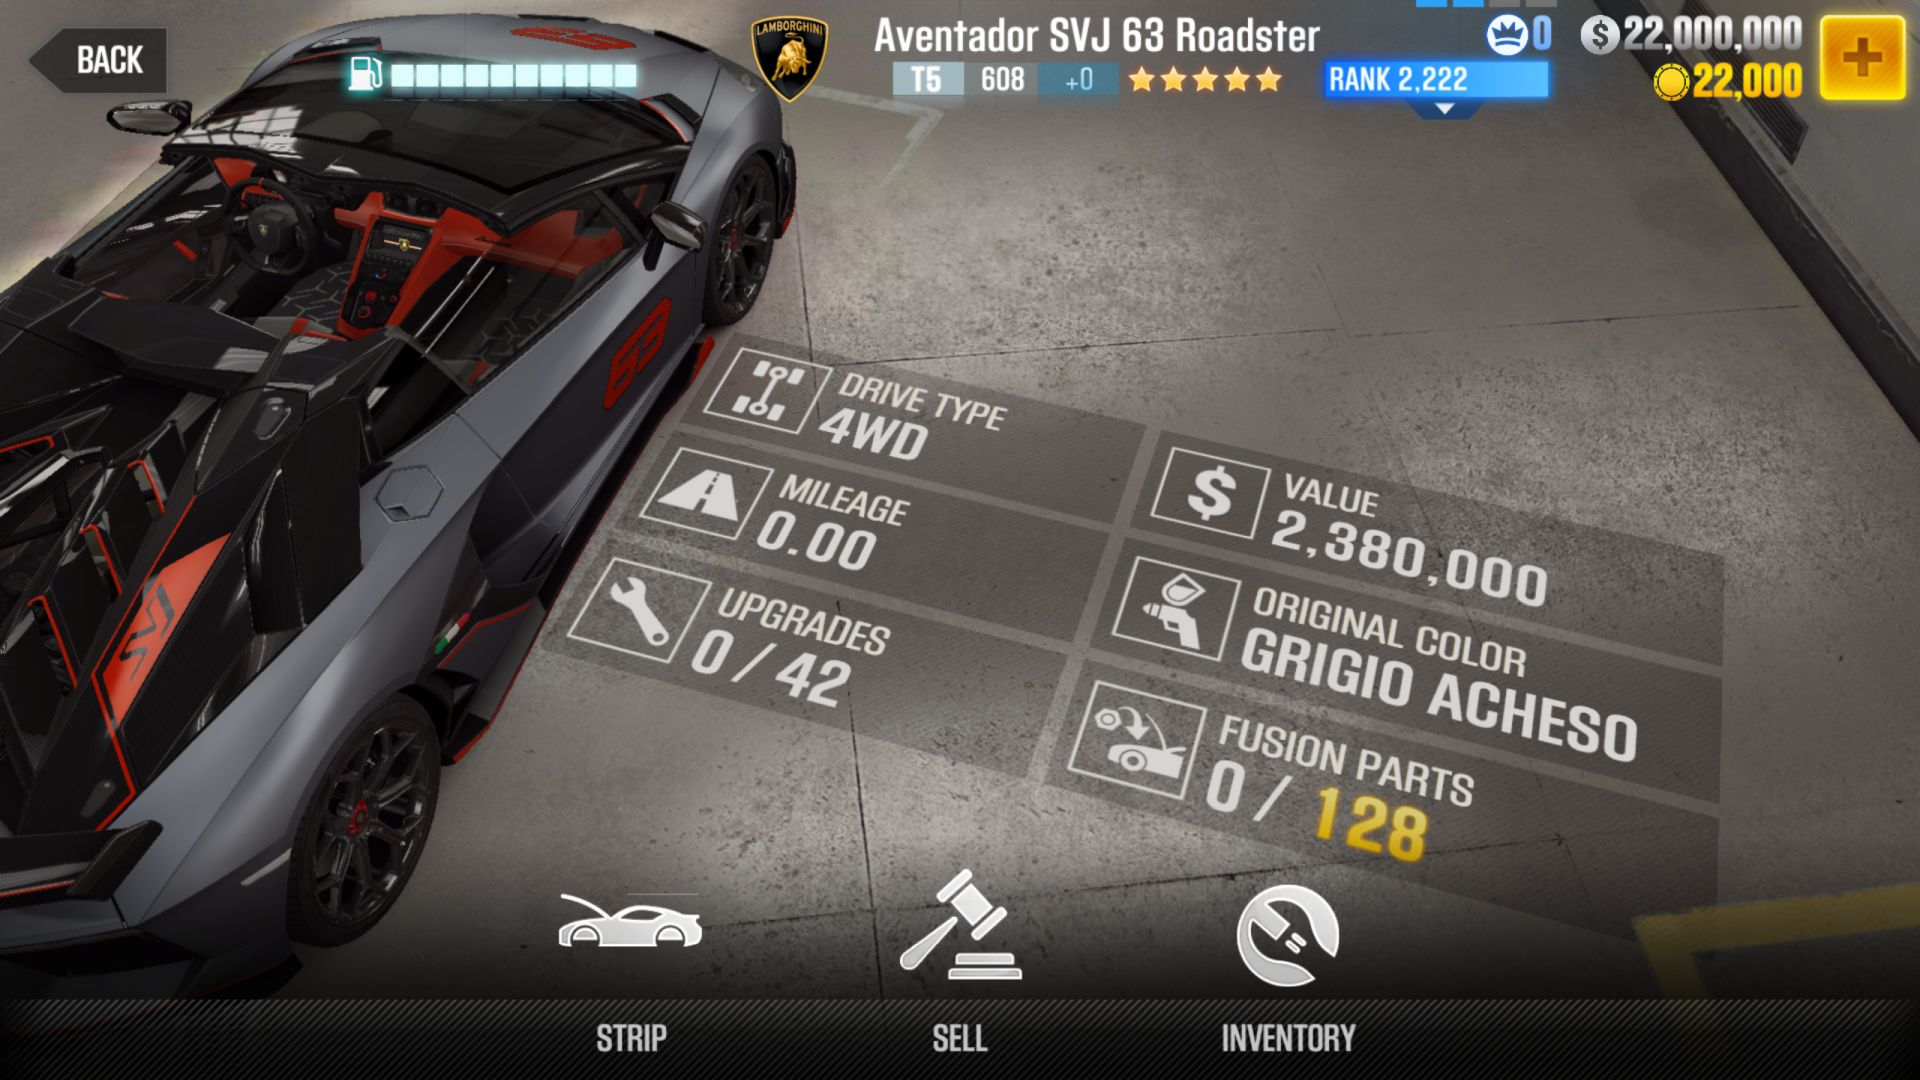 BACK
LAMBORGHINI
Aventador SVJ 63 Roadster
0
$ 22,000,000
T5 608 +0
RANK 2,222
22,000
+
63
63
DRIVE TYPE
4WD
MILEAGE
0.00
UPGRADES
0 / 42
$ VALUE
2,380,000
ORIGINAL COLOR
GRIGIO ACHESO
FUSION PARTS
0 / 128
STRIP
SELL
INVENTORY